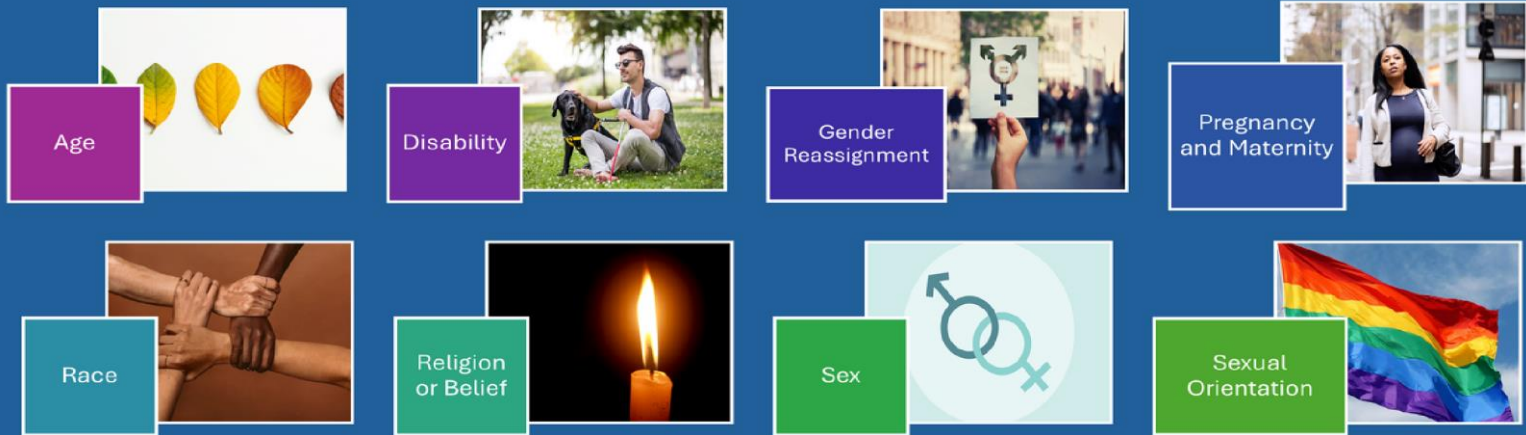 Age
Disability
Gender
Reassignment
Pregnancy
and Maternity
Race
Religion
or Belief
Sex
Sexual
Orientation